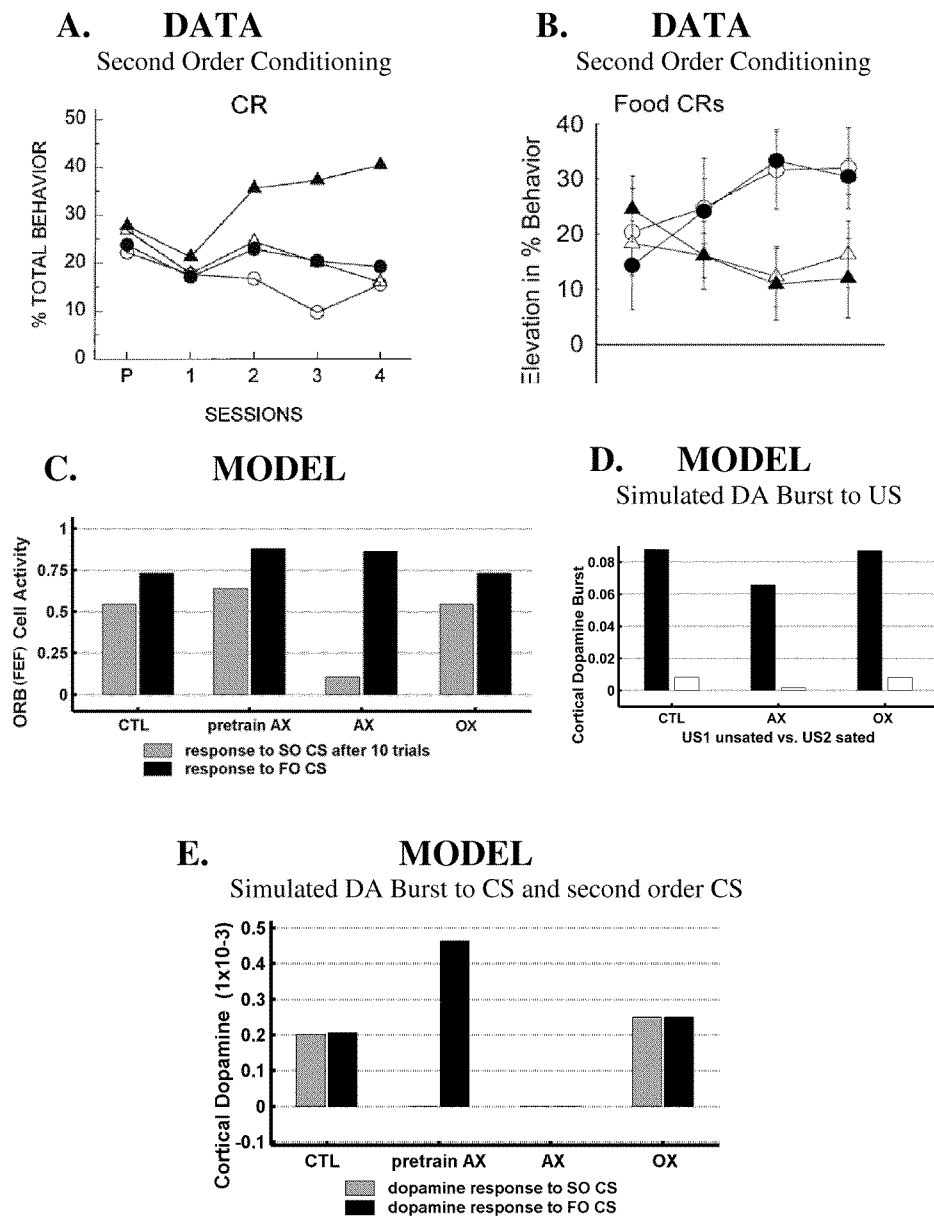 A. DATA
Second Order Conditioning
CR
50
40
30
20
10
0
% TOTAL BEHAVIOR
P 1 2 3 4
SESSIONS
B. DATA
Second Order Conditioning
Food CRs
40
30
20
10
0
Elevation in % Behavior
C. MODEL
1
0.75
0.5
0.25
0
ORB (FEF) Cell Activity
CTL pretrain AX AX OX
response to SO CS after 10 trials
response to FO CS
D. MODEL
Simulated DA Burst to US
0.08
0.06
0.04
0.02
0
Cortical Dopamine Burst
CTL AX OX
US1 unsated vs. US2 sated
E. MODEL
Simulated DA Burst to CS and second order CS
0.5
0.4
0.3
0.2
0.1
0
-0.1
Cortical Dopamine (1x10-3)
CTL pretrain AX AX OX
dopamine response to SO CS
dopamine response to FO CS